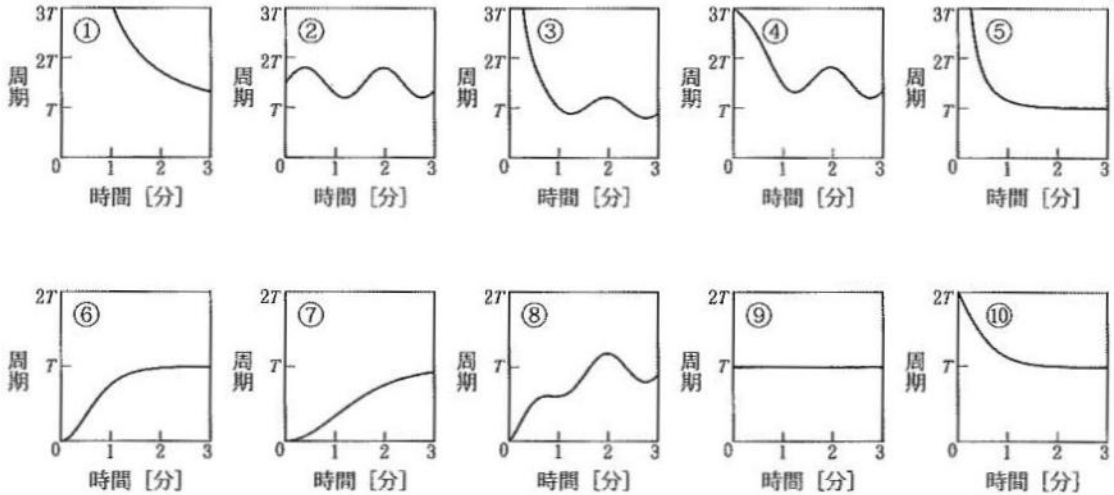 3T 3T 3T 3T 3T
① ② ③ ④ ⑤
2T 2T 2T 2T 2T
周期 周期 周期 周期 周期
T T T T T
0 1 2 3 0 1 2 3 0 1 2 3 0 1 2 3 0 1 2 3
時間 [分] 時間 [分] 時間 [分] 時間 [分] 時間 [分]
2T 2T 2T 2T 2T
⑥ ⑦ ⑧ ⑨ ⑩
周期 周期 周期 周期 周期
T T T T T
0 1 2 3 0 1 2 3 0 1 2 3 0 1 2 3 0 1 2 3
時間 [分] 時間 [分] 時間 [分] 時間 [分] 時間 [分]